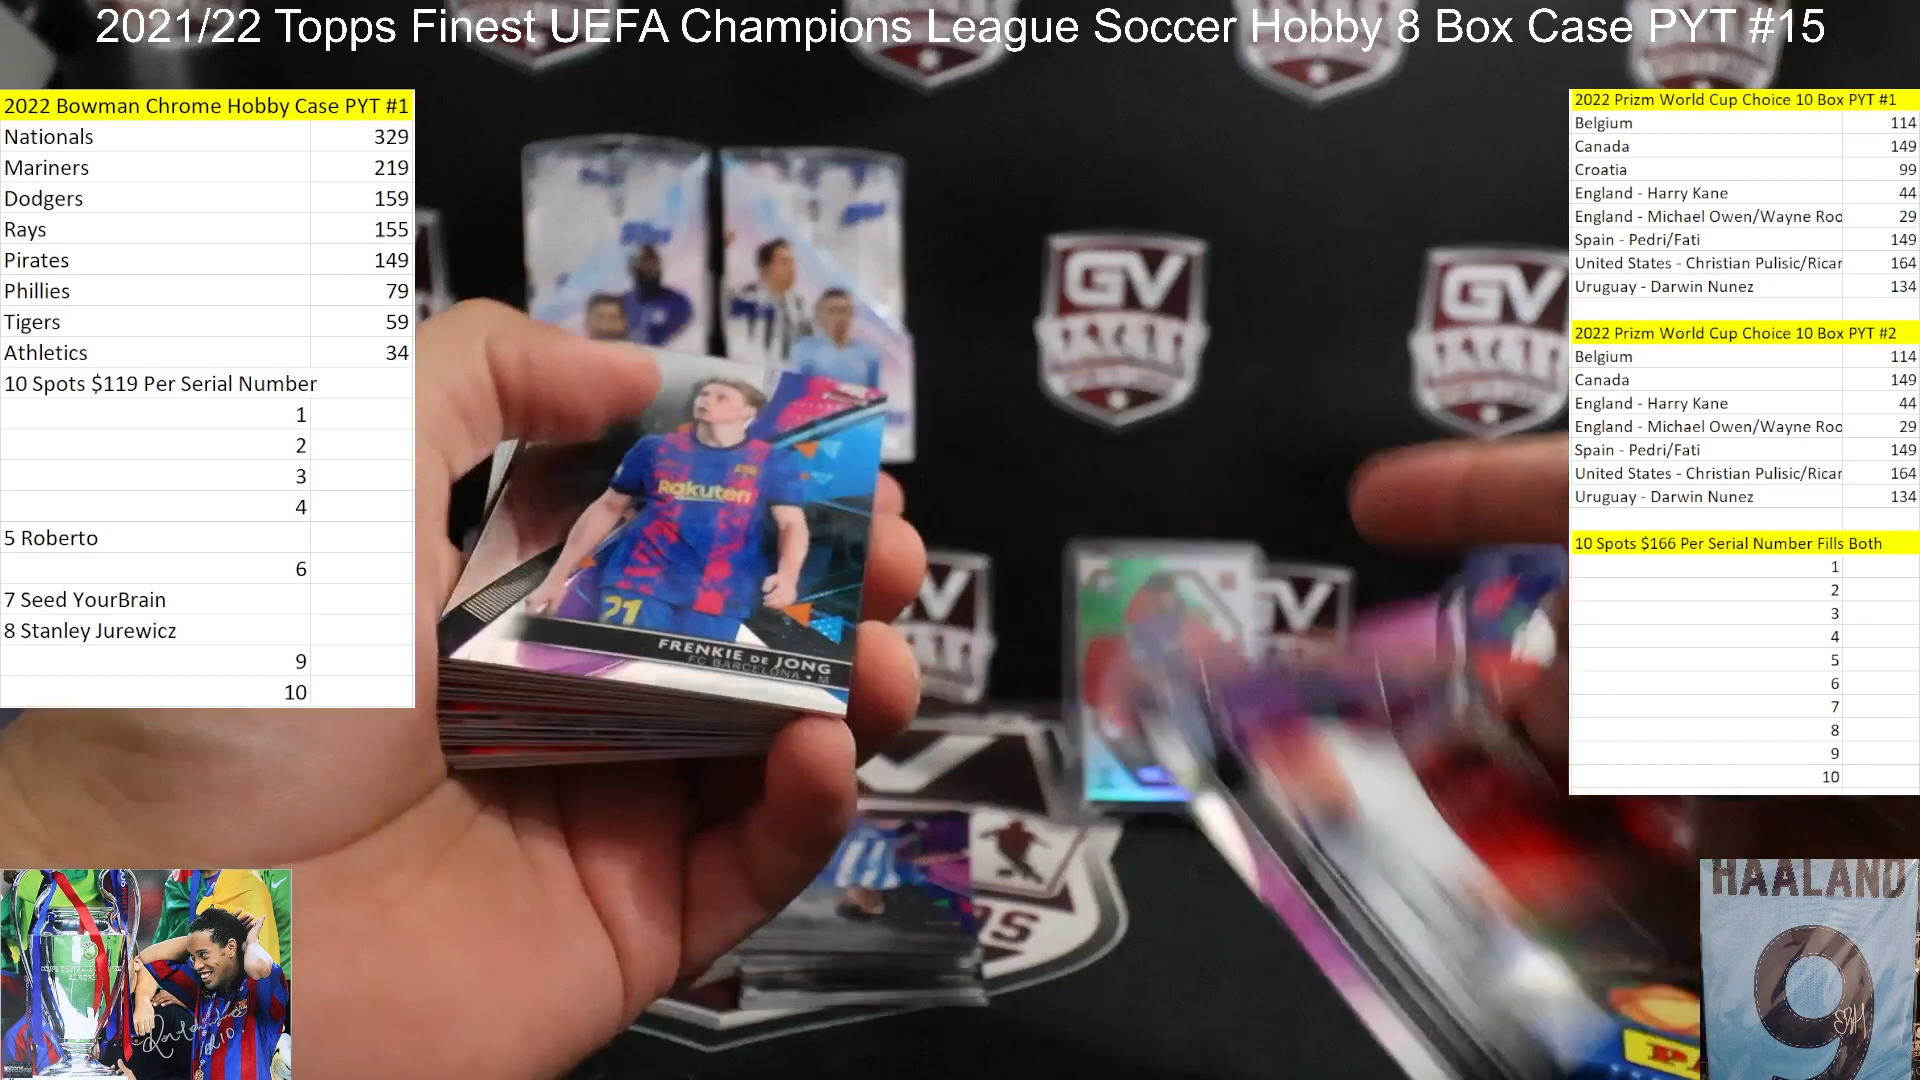 2021/22 Topps Finest UEFA Champions League Soccer Hobby 8 Box Case PYT #15
2022 Bowman Chrome Hobby Case PYT #1
Nationals 329
Mariners 219
Dodgers 159
Rays 155
Pirates 149
Phillies 79
Tigers 59
Athletics 34
10 Spots $119 Per Serial Number
1
2
3
4
5 Roberto
6
7 Seed YourBrain
8 Stanley Jurewicz
9
10
2022 Prizm World Cup Choice 10 Box PYT #1
Belgium 114
Canada 149
Croatia 99
England - Harry Kane 44
England - Michael Owen/Wayne Roo 29
Spain - Pedri/Fati 149
United States - Christian Pulisic/Ricar 164
Uruguay - Darwin Nunez 134
2022 Prizm World Cup Choice 10 Box PYT #2
Belgium 114
Canada 149
England - Harry Kane 44
England - Michael Owen/Wayne Roo 29
Spain - Pedri/Fati 149
United States - Christian Pulisic/Ricar 164
Uruguay - Darwin Nunez 134
10 Spots $166 Per Serial Number Fills Both
1
2
3
4
5
6
7
8
9
10
GV
GV
Rakuten
21
FRENKIE DE JONG
FC BARCELONA • M
HAALAND
9